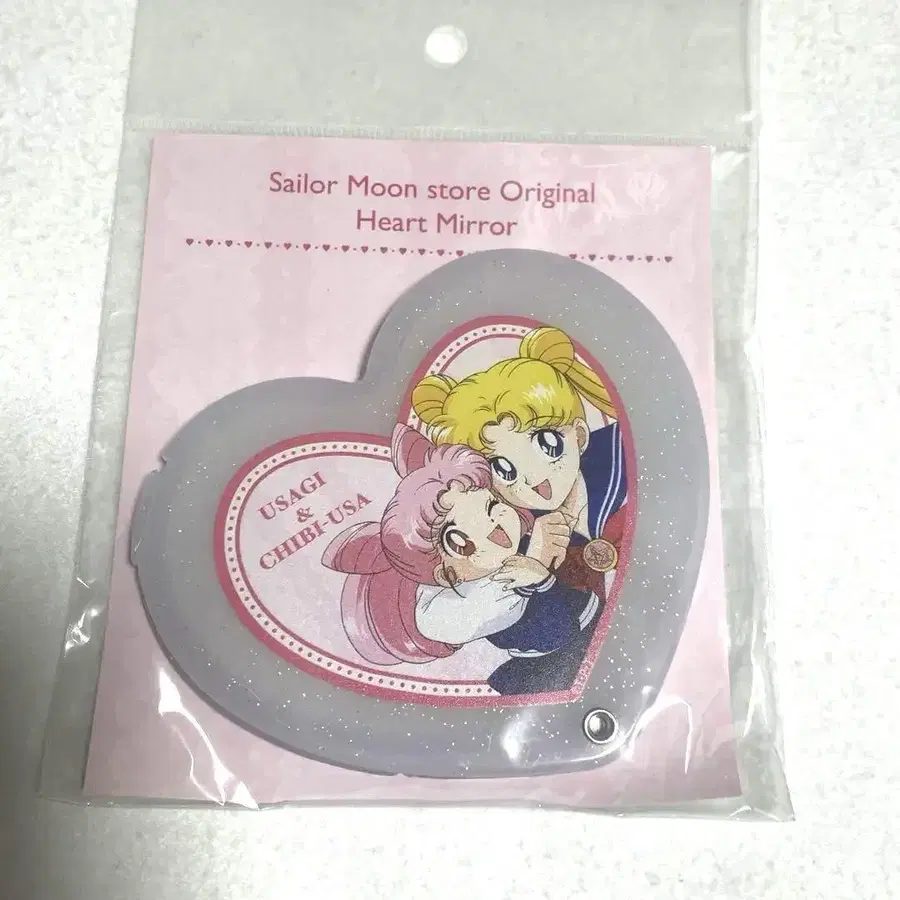 Sailor Moon store Original
Heart Mirror
USAGI
&
CHIBI-USA